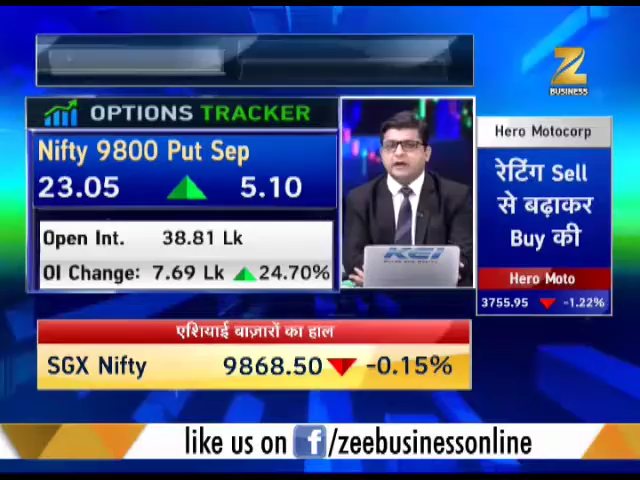 Z
ZEE
BUSINESS
OPTIONS TRACKER
Nifty 9800 Put Sep
23.05 5.10
Open Int. 38.81 Lk
OI Change: 7.69 Lk 24.70%
KEI
Hero Motocorp
रेटिंग Sell
से बढ़ाकर
Buy की
Hero Moto
3755.95 -1.22%
एशियाई बाज़ारों का हाल
SGX Nifty 9868.50 -0.15%
like us on f/zeebusinessonline